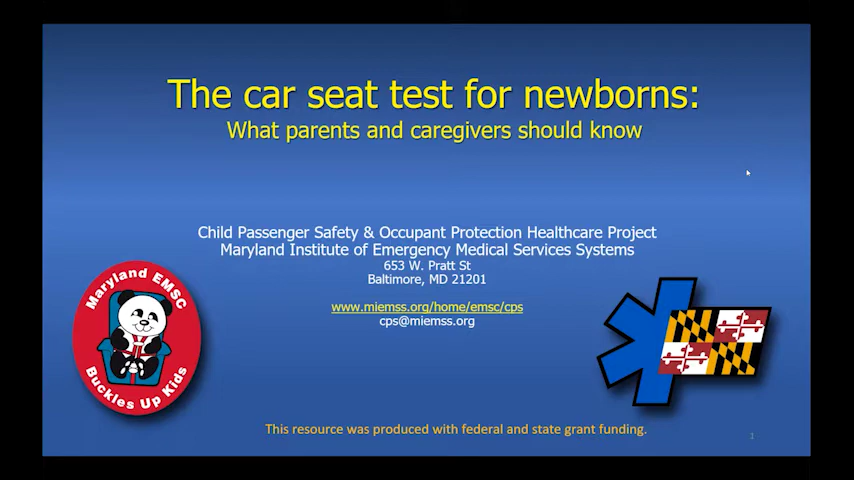 The car seat test for newborns:
What parents and caregivers should know
Child Passenger Safety & Occupant Protection Healthcare Project
Maryland Institute of Emergency Medical Services Systems
653 W. Pratt St
Baltimore, MD 21201
www.miemss.org/home/emsc/cps
cps@miemss.org
Maryland EMSC
Buckles Up Kids
This resource was produced with federal and state grant funding.
1